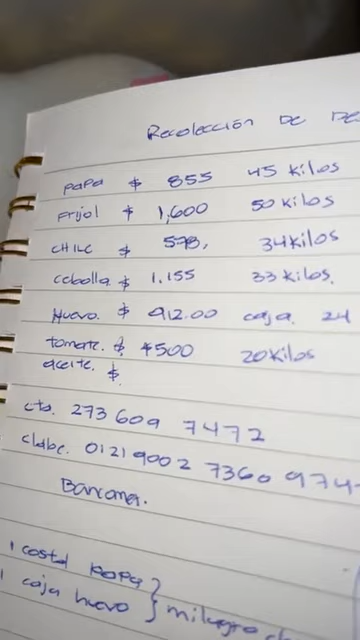 Recolección DE
papa $ 855 45 kilos
Frijol $ 1,600 50 kilos
CHILE $ 578, 34 kilos
cebolla $ 1.155 33 kilos.
Huevo. $ 912.00 caja. 24
tomate. $ 500 20 kilos
aceite. $
cta. 273 609 7472
clabe. 0121 9002 7360 974
Bancomer.
1 costal papa }
1 caja huevo } milagro